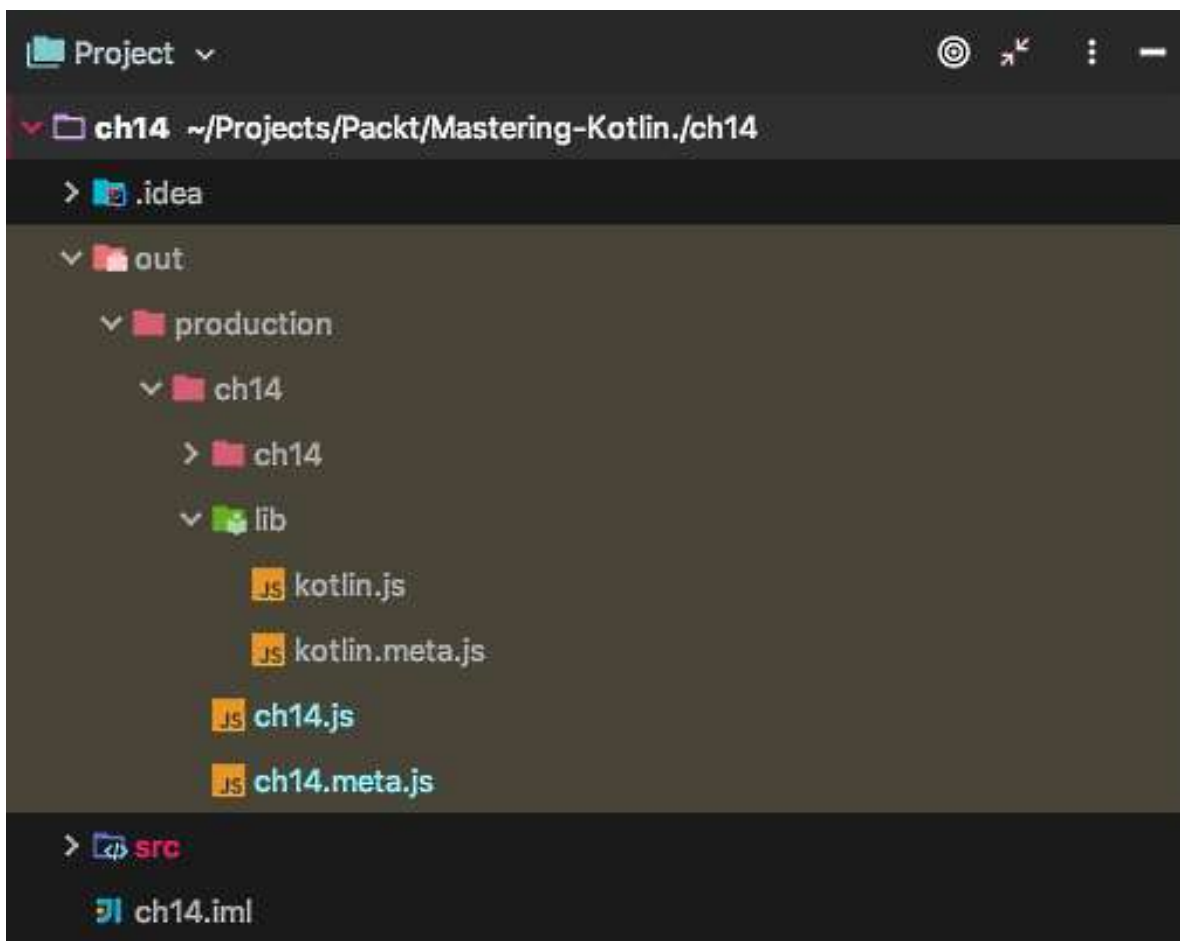 Project
ch14 ~/Projects/Packt/Mastering-Kotlin./ch14
.idea
out
production
ch14
ch14
lib
JS kotlin.js
JS kotlin.meta.js
JS ch14.js
JS ch14.meta.js
src
ch14.iml